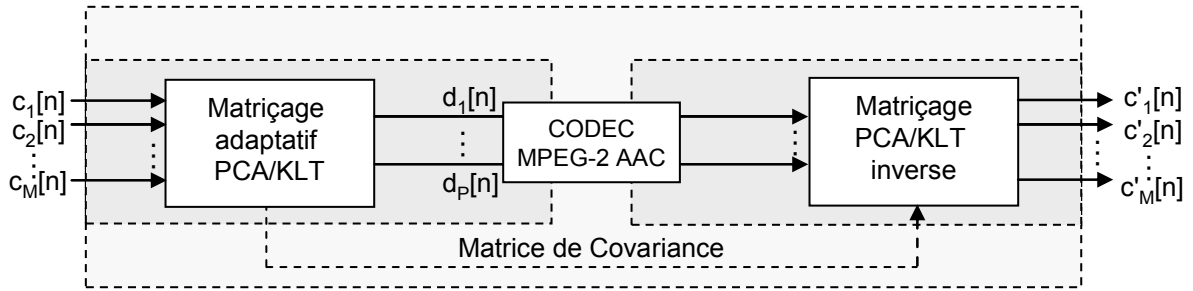 c1[n]
c2[n]
cM[n]
Matriçage
adaptatif
PCA/KLT
d1[n]
dP[n]
CODEC
MPEG-2 AAC
Matriçage
PCA/KLT
inverse
c'1[n]
c'2[n]
c'M[n]
Matrice de Covariance